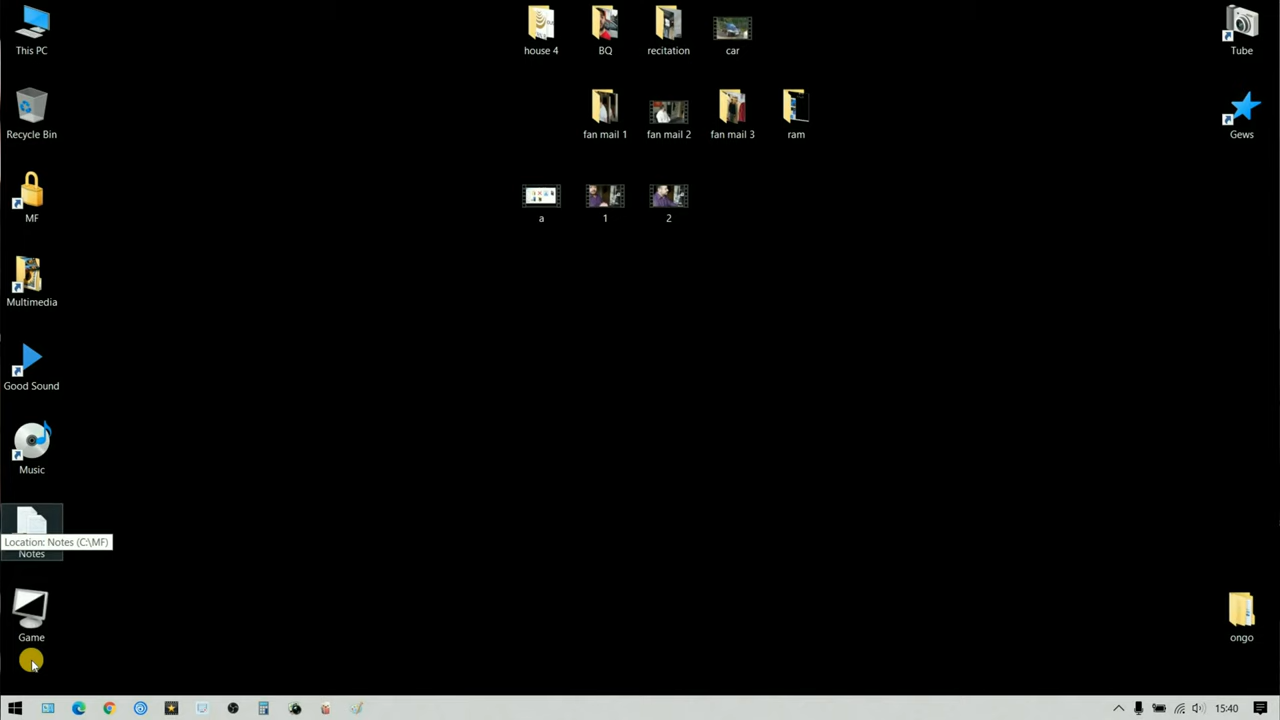 This PC
house 4
BQ
recitation
car
Tube
Recycle Bin
fan mail 1
fan mail 2
fan mail 3
ram
Gews
MF
a
1
2
Multimedia
Good Sound
Music
Location: Notes (C:\MF)
Notes
Game
ongo
15:40